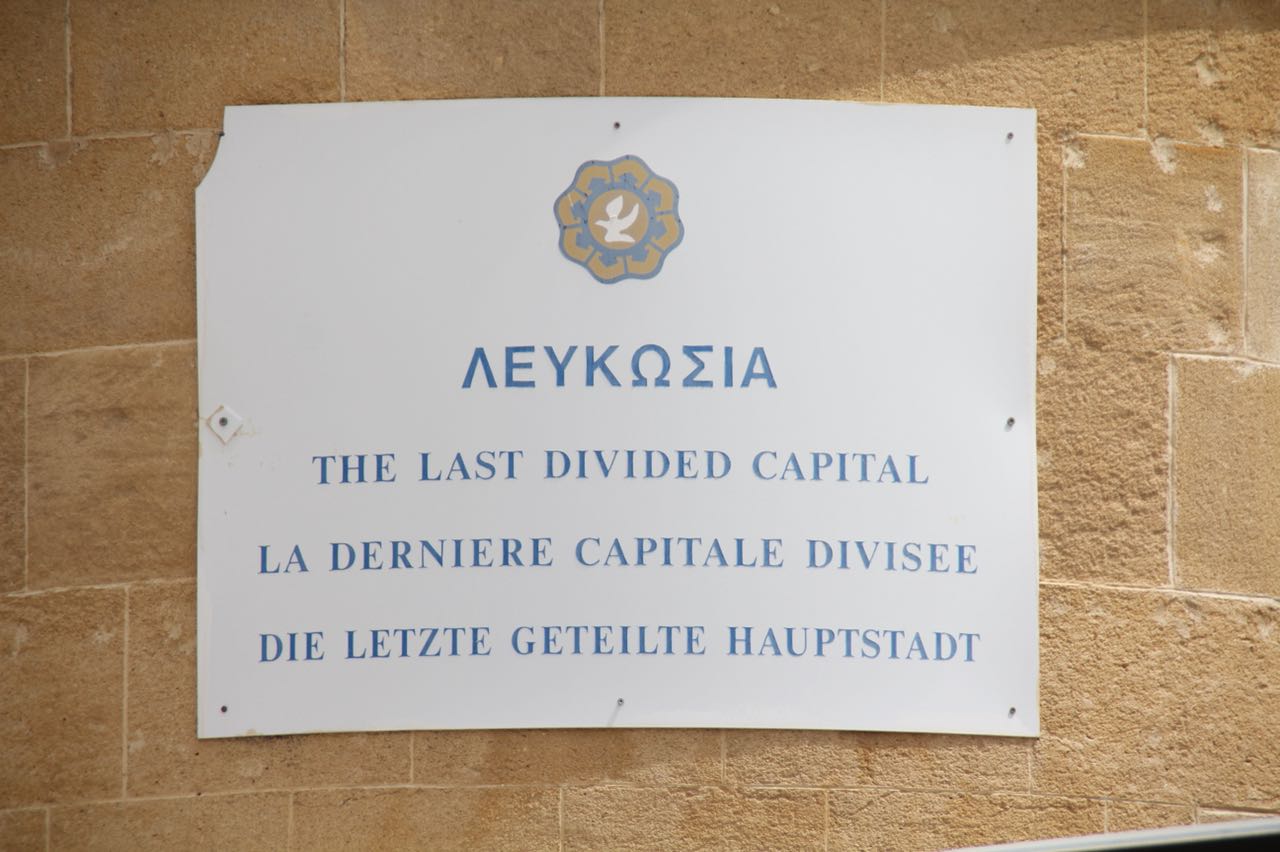 ΛΕΥΚΩΣΙΑ
THE LAST DIVIDED CAPITAL
LA DERNIERE CAPITALE DIVISEE
DIE LETZTE GETEILTE HAUPTSTADT